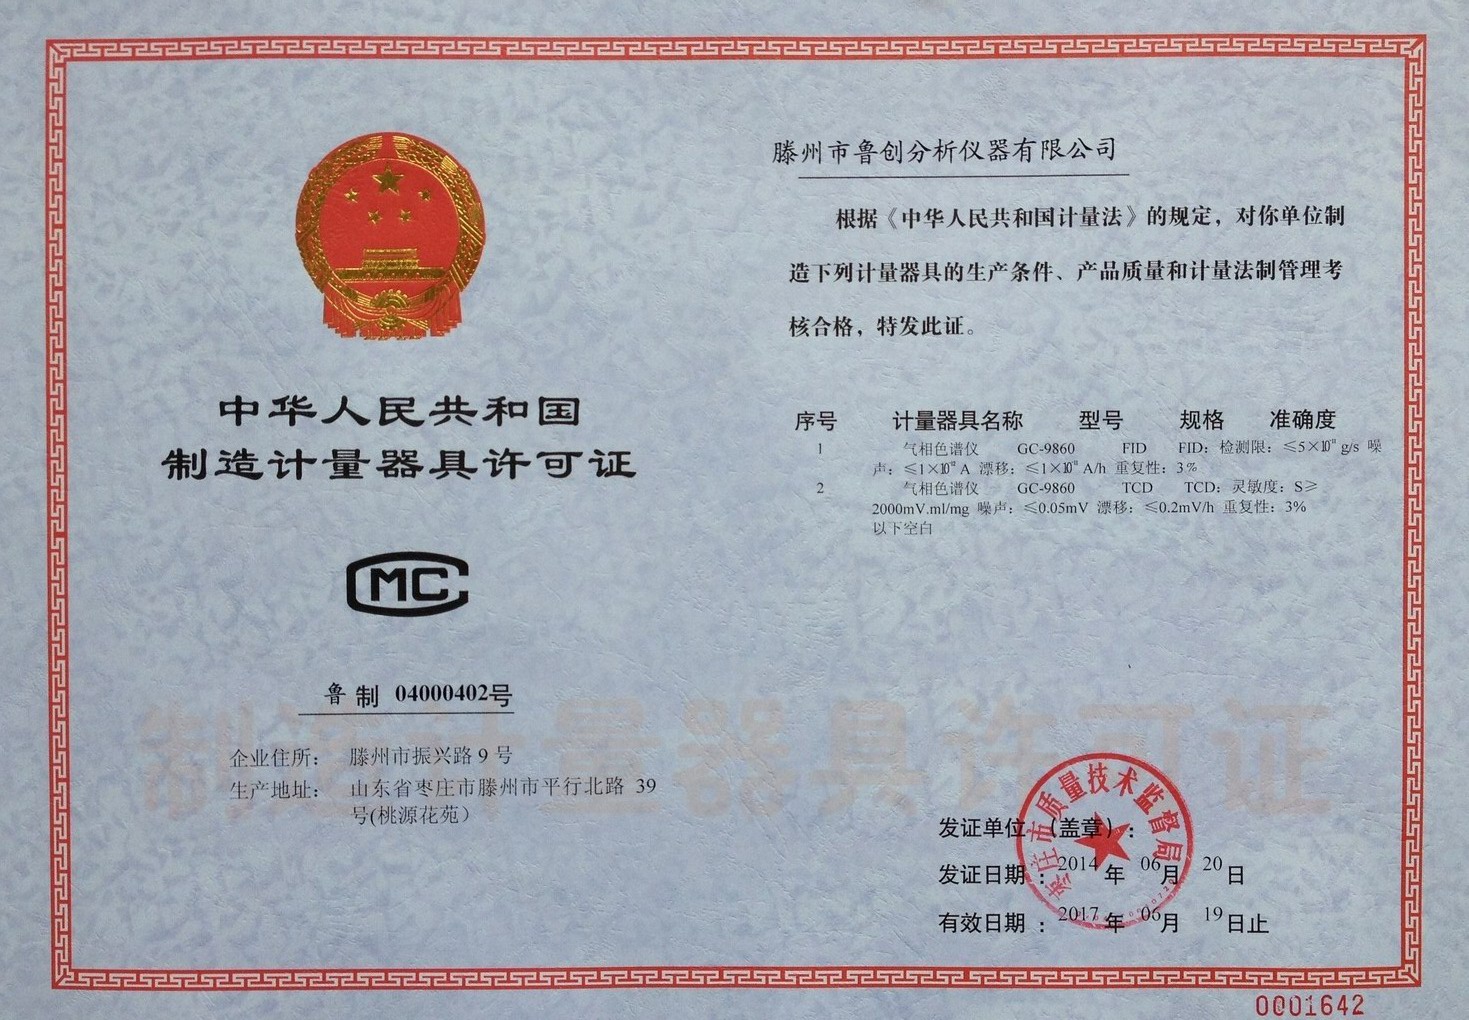 中华人民共和国
制造计量器具许可证
MC
鲁 制 04000402号
企业住所： 滕州市振兴路 9 号
生产地址： 山东省枣庄市滕州市平行北路 39
号(桃源花苑）
滕州市鲁创分析仪器有限公司
根据《中华人民共和国计量法》的规定，对你单位制
造下列计量器具的生产条件、产品质量和计量法制管理考
核合格，特发此证。
序号 计量器具名称 型号 规格 准确度
1 气相色谱仪 GC-9860 FID FID：检测限：≤5×10 g/s 噪
声：≤1×10 A 漂移：≤1×10 A/h 重复性：3%
2 气相色谱仪 GC-9860 TCD TCD：灵敏度：S≥
2000mV.ml/mg 噪声：≤0.05mV 漂移：≤0.2mV/h 重复性：3%
以下空白
制造计量器具许可证
枣庄市质量技术监督局
发证单位 （盖章）:
发证日期：2014 年 06 月 20 日
有效日期：2017 年 06 月 19 日止
0001642